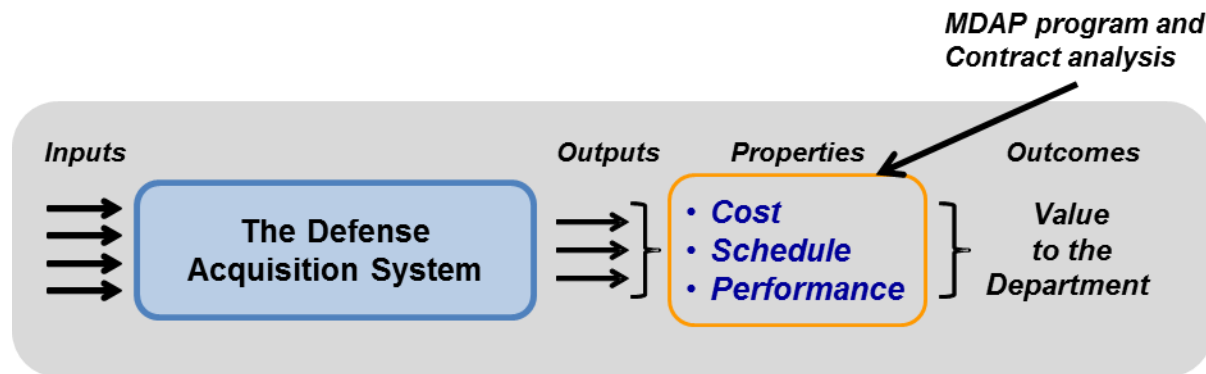 MDAP program and
Contract analysis
Inputs
Outputs
Properties
Outcomes
The Defense
Acquisition System
• Cost
• Schedule
• Performance
Value
to the
Department